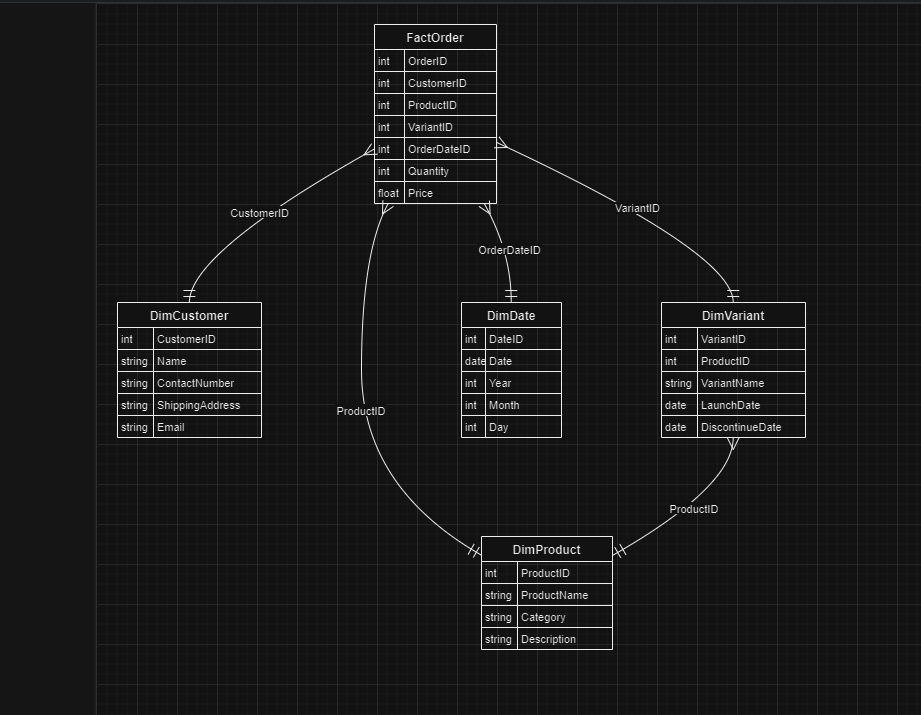 FactOrder
int OrderID
int CustomerID
int ProductID
int VariantID
int OrderDateID
int Quantity
float Price
CustomerID
VariantID
OrderDateID
DimCustomer
int CustomerID
string Name
string ContactNumber
string ShippingAddress
string Email
DimDate
int DateID
date Date
int Year
int Month
int Day
DimVariant
int VariantID
int ProductID
string VariantName
date LaunchDate
date DiscontinueDate
ProductID
ProductID
DimProduct
int ProductID
string ProductName
string Category
string Description